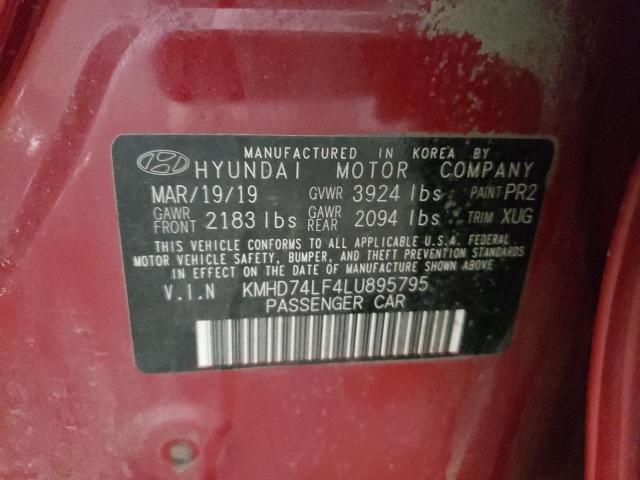 MANUFACTURED IN KOREA BY
HYUNDAI MOTOR COMPANY
MAR/19/19 GVWR 3924 lbs PAINT PR2
GAWR FRONT 2183 lbs GAWR REAR 2094 lbs TRIM XUG
THIS VEHICLE CONFORMS TO ALL APPLICABLE U.S.A. FEDERAL
MOTOR VEHICLE SAFETY, BUMPER, AND THEFT PREVENTION STANDARDS
IN EFFECT ON THE DATE OF MANUFACTURE SHOWN ABOVE
V.I.N KMHD74LF4LU895795
PASSENGER CAR